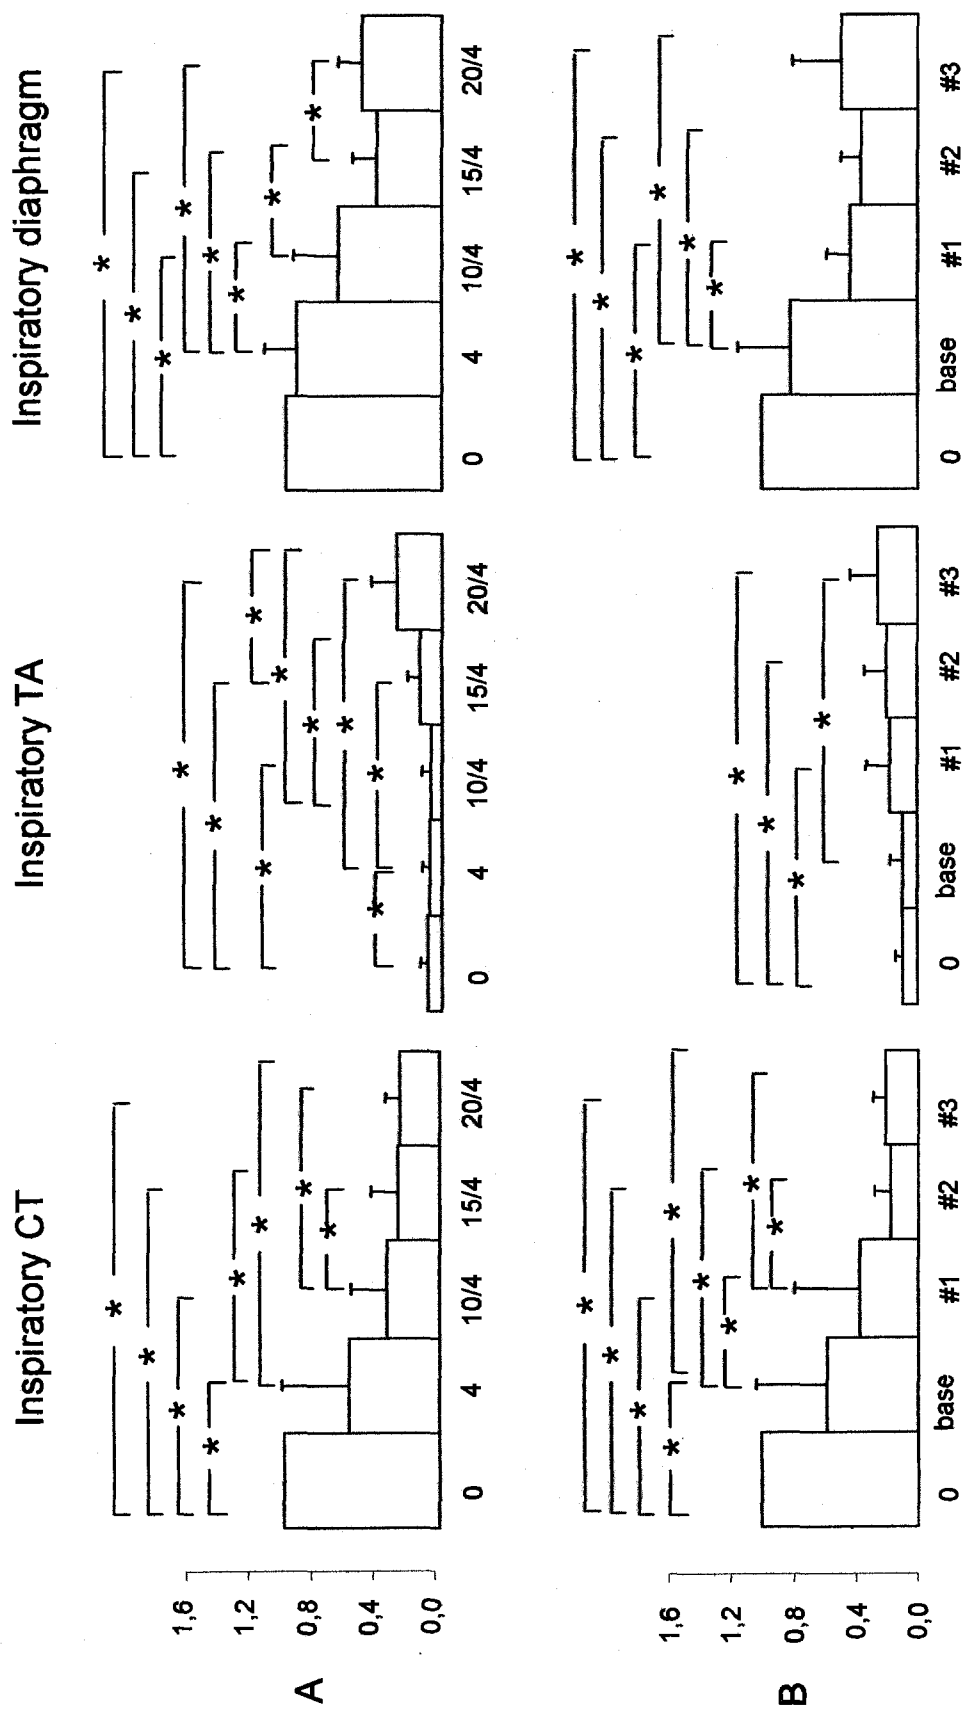 Inspiratory CT
Inspiratory TA
Inspiratory diaphragm
A
1,6
1,2
0,8
0,4
0,0
* * * * * * * *
* * * * * * * * *
* * * * * * * *
0 4 10/4 15/4 20/4
0 4 10/4 15/4 20/4
0 4 10/4 15/4 20/4
B
1,6
1,2
0,8
0,4
0,0
* * * * * * * * *
* * * *
* * * * * *
0 base #1 #2 #3
0 base #1 #2 #3
0 base #1 #2 #3